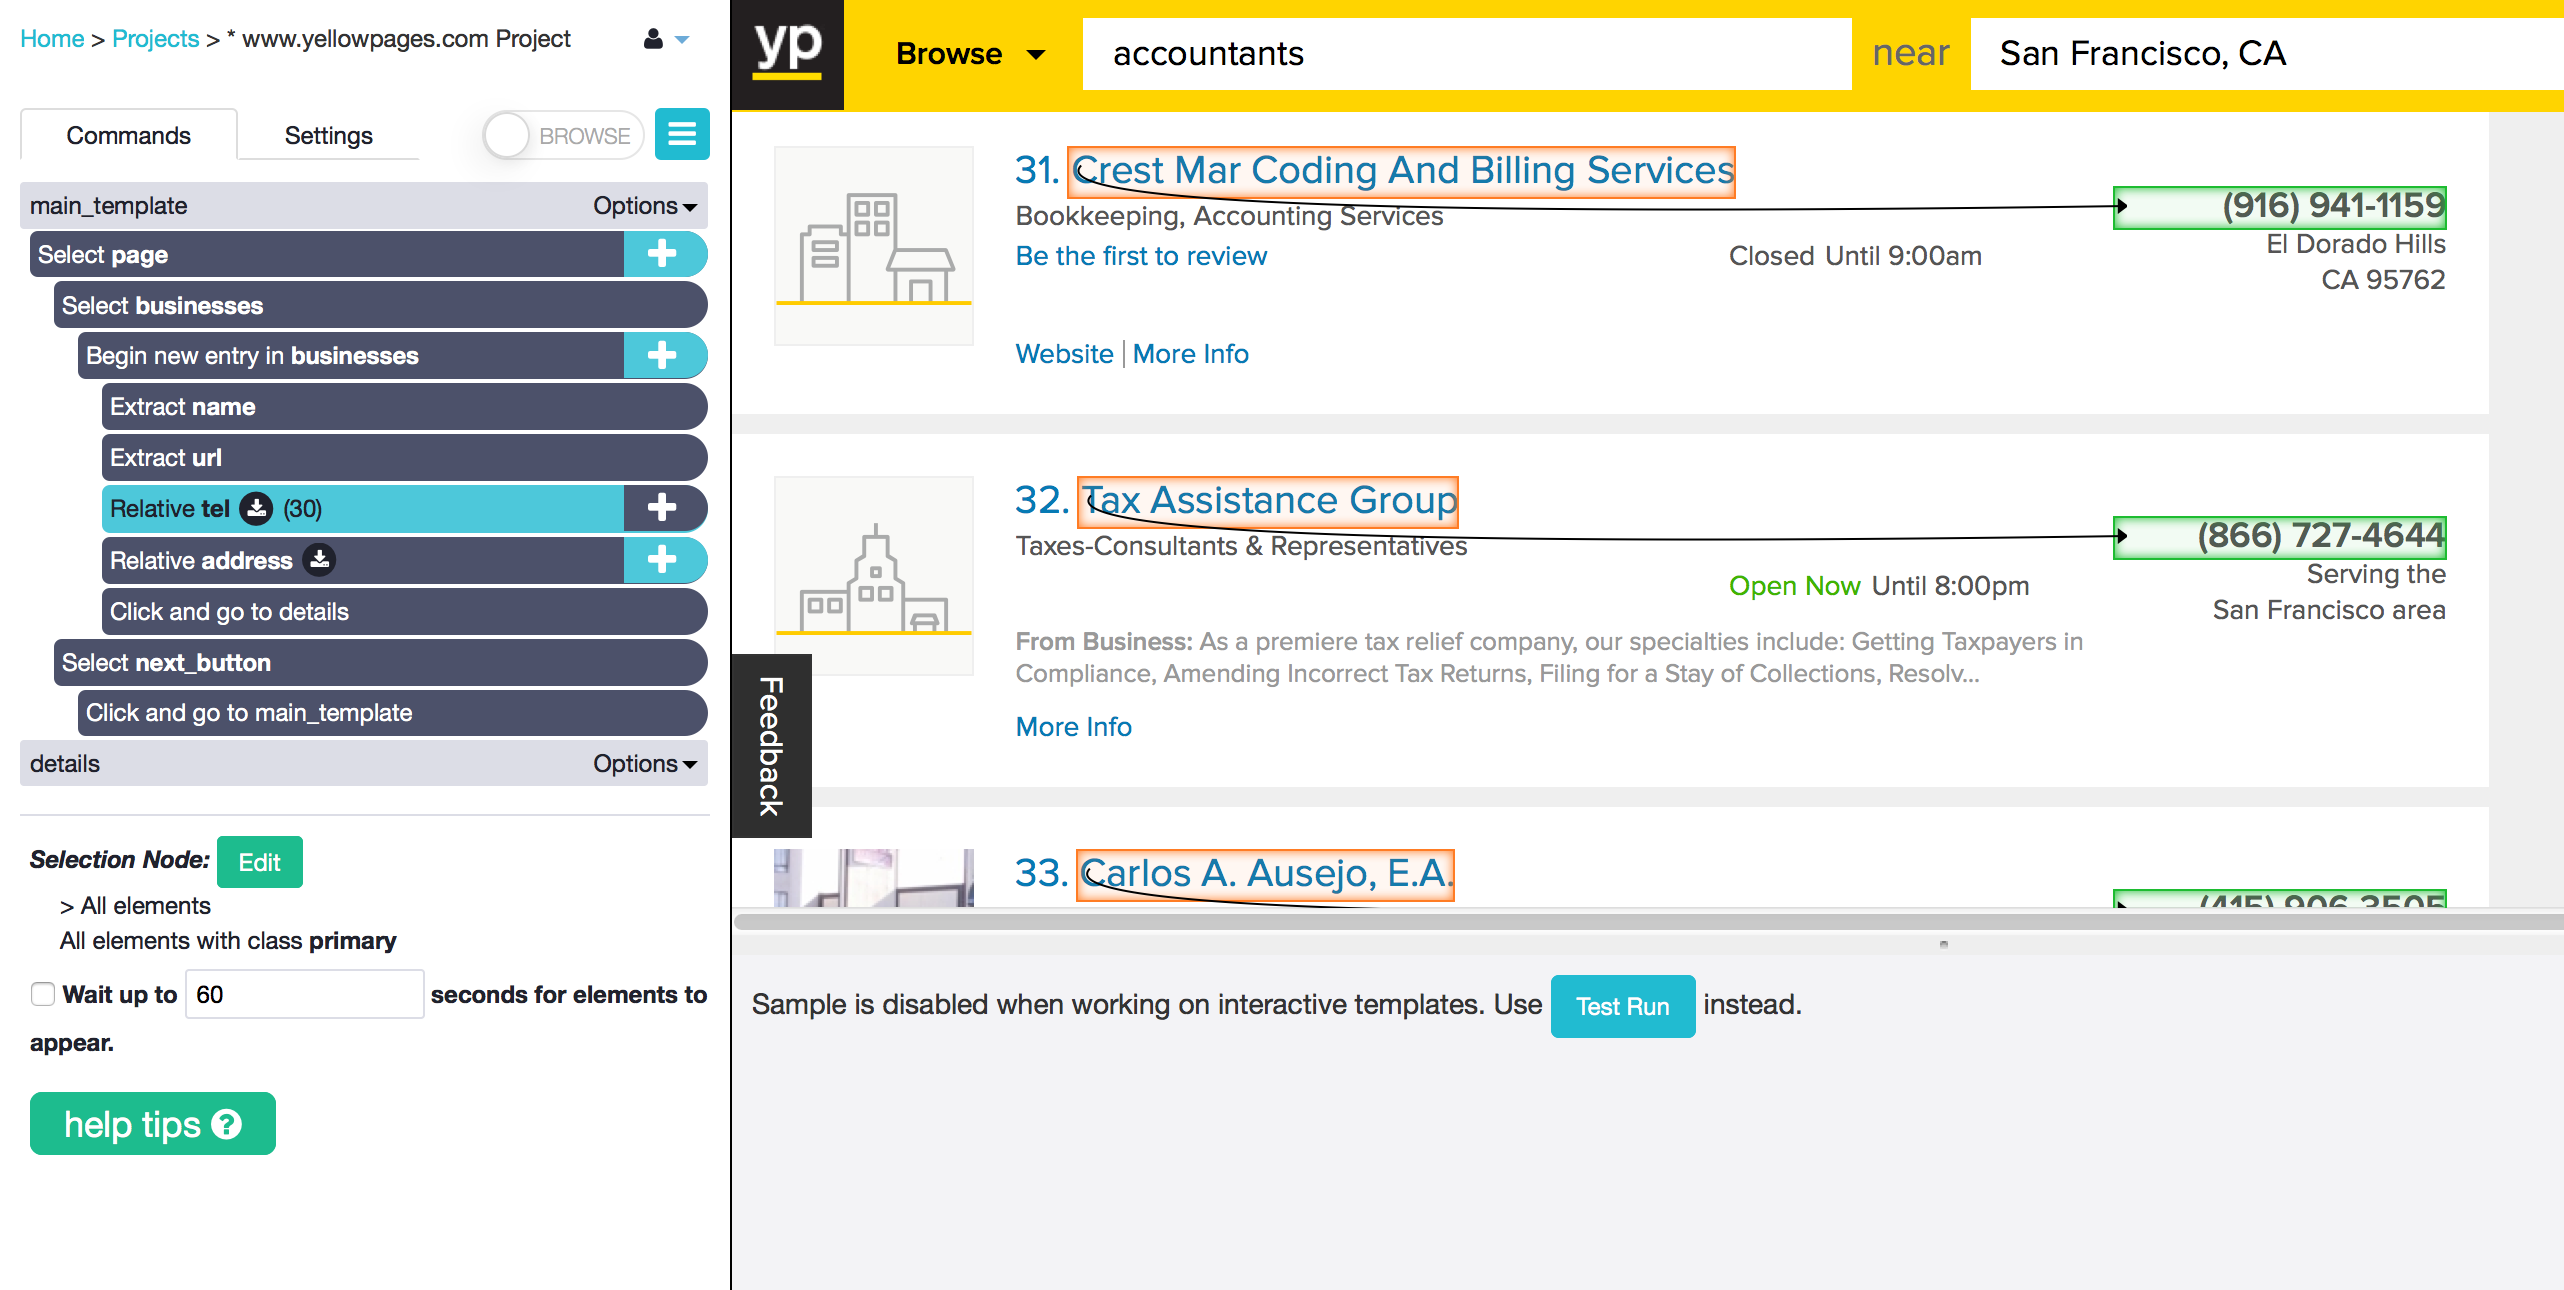 Home > Projects > * www.yellowpages.com Project
Commands
Settings
BROWSE
main_template
Options
Select page
Select businesses
Begin new entry in businesses
Extract name
Extract url
Relative tel (30)
Relative address
Click and go to details
Select next_button
Click and go to main_template
details
Options
Selection Node: Edit
> All elements
All elements with class primary
Wait up to 60 seconds for elements to
appear.
help tips ?
yp
Browse
accountants
near
San Francisco, CA
31. Crest Mar Coding And Billing Services
(916) 941-1159
Bookkeeping, Accounting Services
El Dorado Hills
Be the first to review
Closed Until 9:00am
CA 95762
Website | More Info
32. Tax Assistance Group
(866) 727-4644
Taxes-Consultants & Representatives
Serving the
Open Now Until 8:00pm
San Francisco area
From Business: As a premiere tax relief company, our specialties include: Getting Taxpayers in
Compliance, Amending Incorrect Tax Returns, Filing for a Stay of Collections, Resolv...
More Info
Feedback
33. Carlos A. Ausejo, E.A.
(415) 906-3505
Sample is disabled when working on interactive templates. Use Test Run instead.